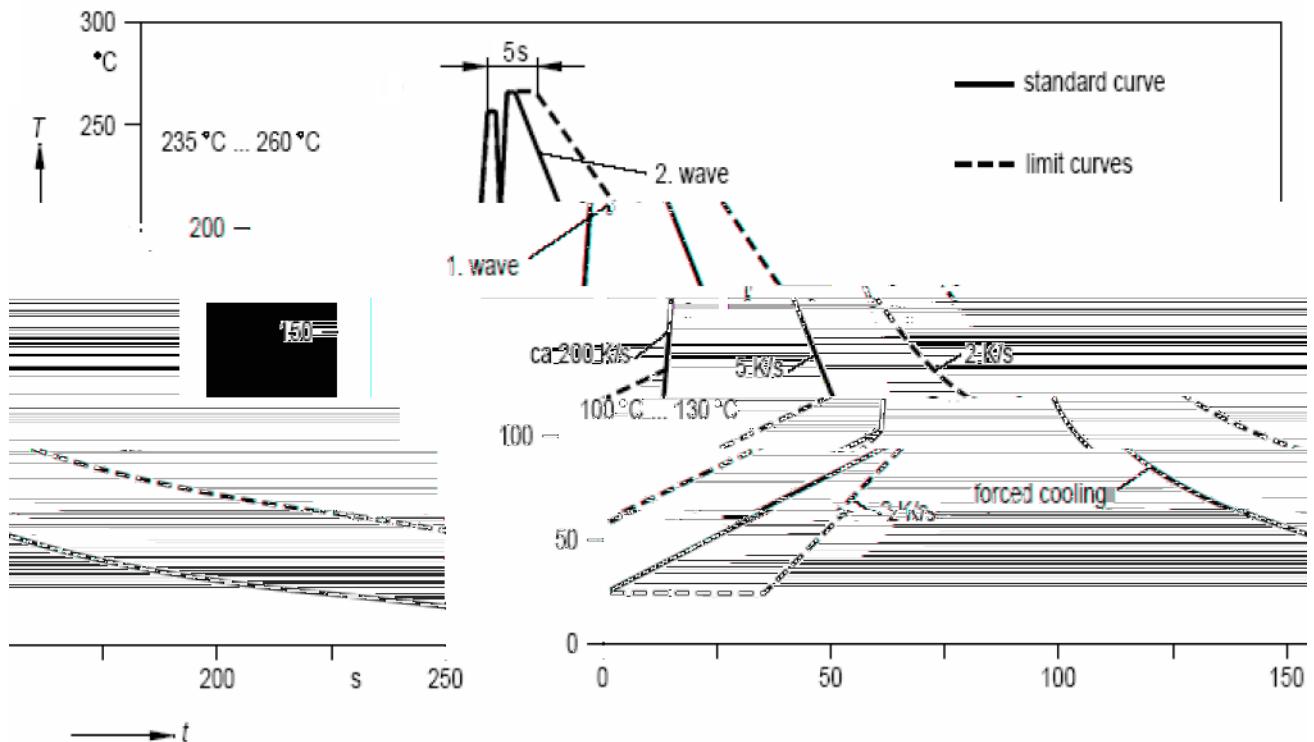 300
°C
5s
standard curve
250
T
235 °C ... 260 °C
limit curves
2. wave
200
1. wave
150
ca 200 K/s
5 K/s
2 K/s
100 °C ... 130 °C
100
forced cooling
2 K/s
50
0
200
s
250
0
50
100
150
t